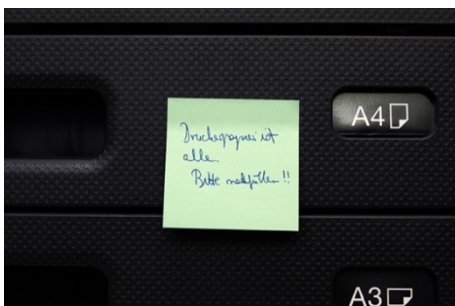 Druckerpapier ist
alle.
Bitte nachfüllen!!
A4
A3